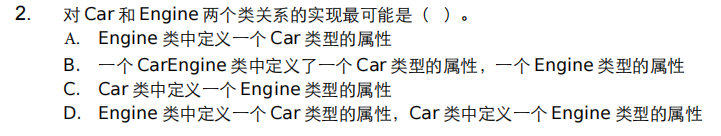 2. 对 Car 和 Engine 两个类关系的实现最可能是（ ）。
A. Engine 类中定义一个 Car 类型的属性
B. 一个 CarEngine 类中定义了一个 Car 类型的属性，一个 Engine 类型的属性
C. Car 类中定义一个 Engine 类型的属性
D. Engine 类中定义一个 Car 类型的属性，Car 类中定义一个 Engine 类型的属性